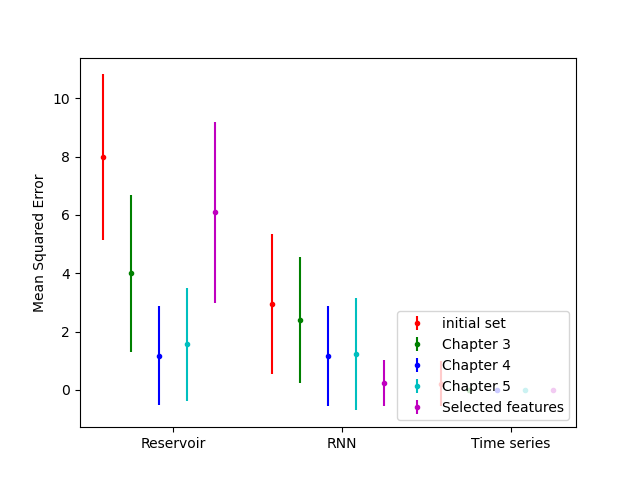 10
8
6
4
2
0
Mean Squared Error
initial set
Chapter 3
Chapter 4
Chapter 5
Selected features
Reservoir
RNN
Time series